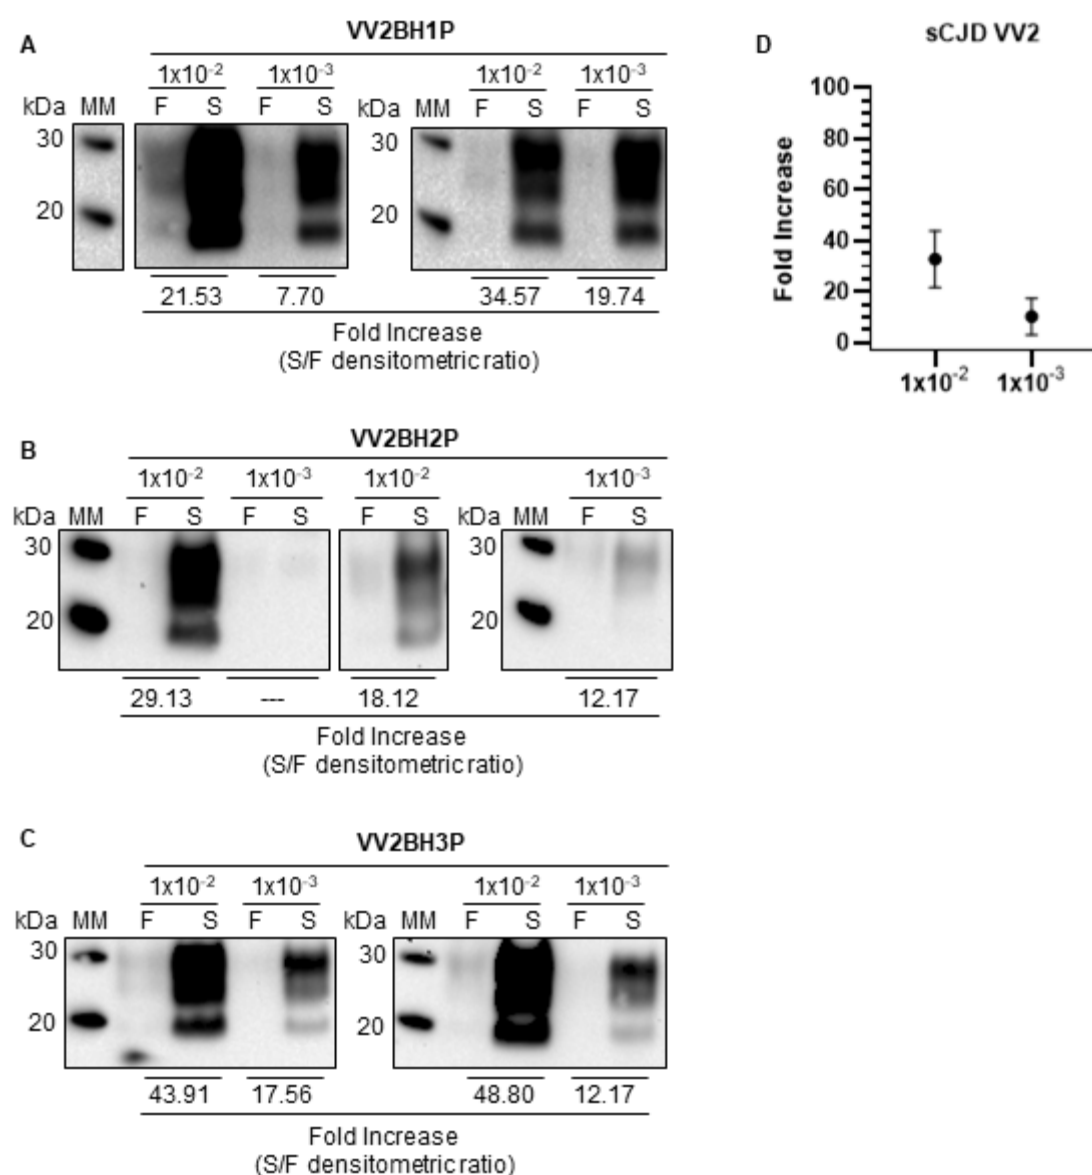 A
VV2BH1P
1x10⁻² 1x10⁻³ 1x10⁻² 1x10⁻³
kDa MM F S F S F S F S
30 30
20 20
21.53 7.70 34.57 19.74
Fold Increase
(S/F densitometric ratio)
D
sCJD VV2
Fold Increase
100
80
60
40
20
0
1x10⁻² 1x10⁻³
B
VV2BH2P
1x10⁻² 1x10⁻³ 1x10⁻² 1x10⁻³
kDa MM F S F S F S kDa MM F S
30 30
20 20
29.13 --- 18.12 12.17
Fold Increase
(S/F densitometric ratio)
C
VV2BH3P
1x10⁻² 1x10⁻³ 1x10⁻² 1x10⁻³
kDa MM F S F S kDa MM F S F S
30 30
20 20
43.91 17.56 48.80 12.17
Fold Increase
(S/F densitometric ratio)